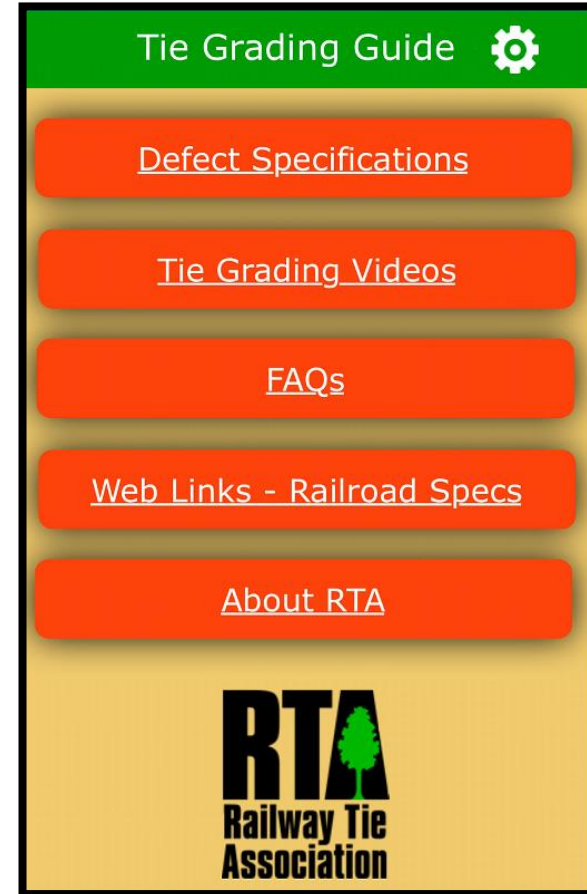 Tie Grading Guide
Defect Specifications
Tie Grading Videos
FAQs
Web Links - Railroad Specs
About RTA
RTA
Railway Tie
Association